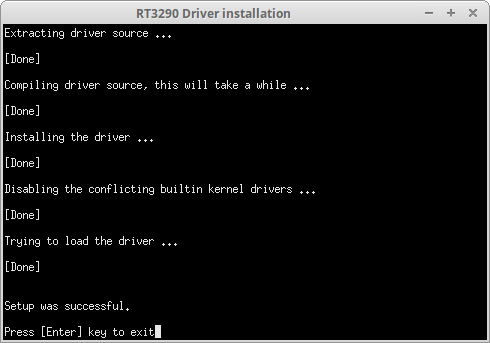 RT3290 Driver installation
Extracting driver source ...
[Done]
Compiling driver source, this will take a while ...
[Done]
Installing the driver ...
[Done]
Disabling the conflicting builtin kernel drivers ...
[Done]
Trying to load the driver ...
[Done]
Setup was successful.
Press [Enter] key to exit